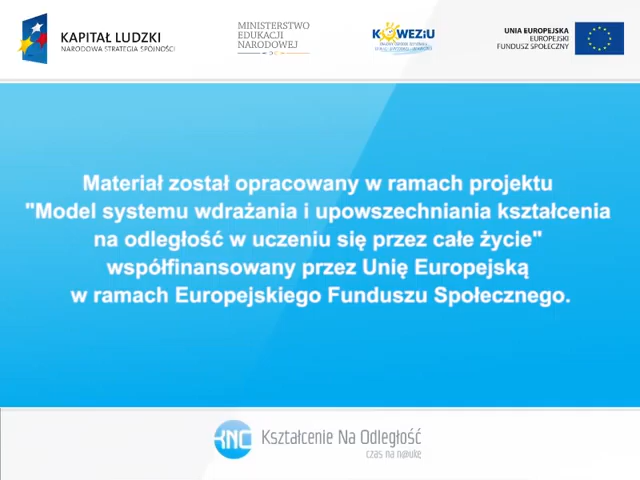 KAPITAŁ LUDZKI
NARODOWA STRATEGIA SPÓJNOŚCI
MINISTERSTWO
EDUKACJI
NARODOWEJ
KOWEZiU
UNIA EUROPEJSKA
EUROPEJSKI
FUNDUSZ SPOŁECZNY
Materiał został opracowany w ramach projektu
"Model systemu wdrażania i upowszechniania kształcenia
na odległość w uczeniu się przez całe życie"
współfinansowany przez Unię Europejską
w ramach Europejskiego Funduszu Społecznego.
KNO Kształcenie Na Odległość
czas na naukę